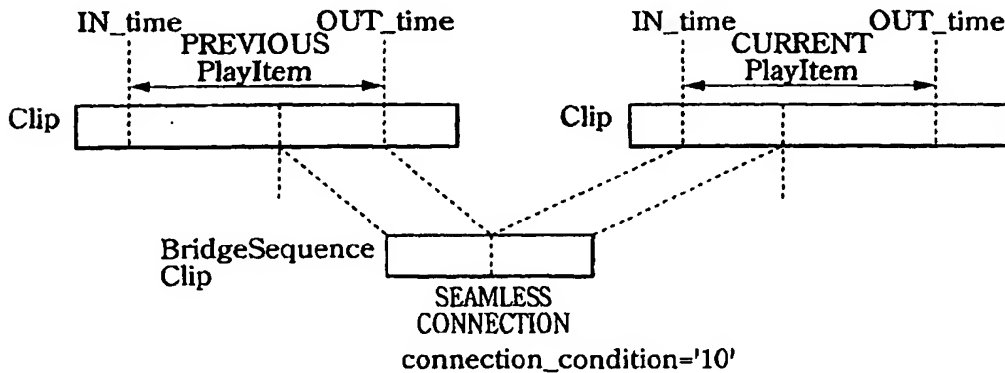 IN_time
OUT_time
PREVIOUS
PlayItem
Clip
IN_time
OUT_time
CURRENT
PlayItem
Clip
BridgeSequence
Clip
SEAMLESS
CONNECTION
connection_condition='10'